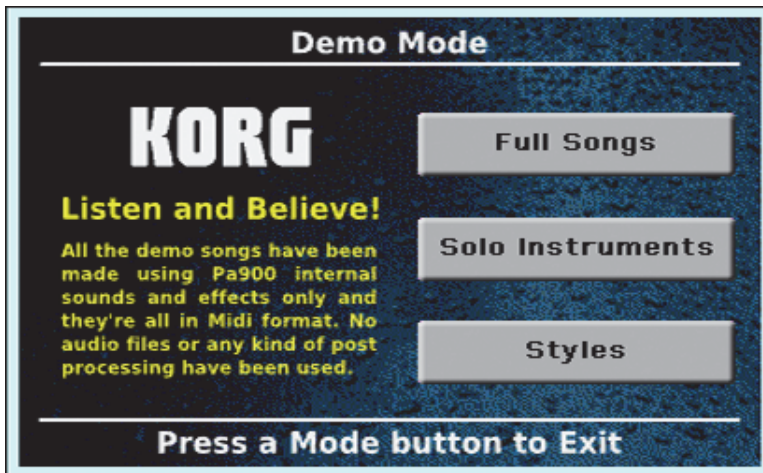 Demo Mode
KORG
Listen and Believe!
All the demo songs have been
made using Pa900 internal
sounds and effects only and
they're all in Midi format. No
audio files or any kind of post
processing have been used.
Full Songs
Solo Instruments
Styles
Press a Mode button to Exit